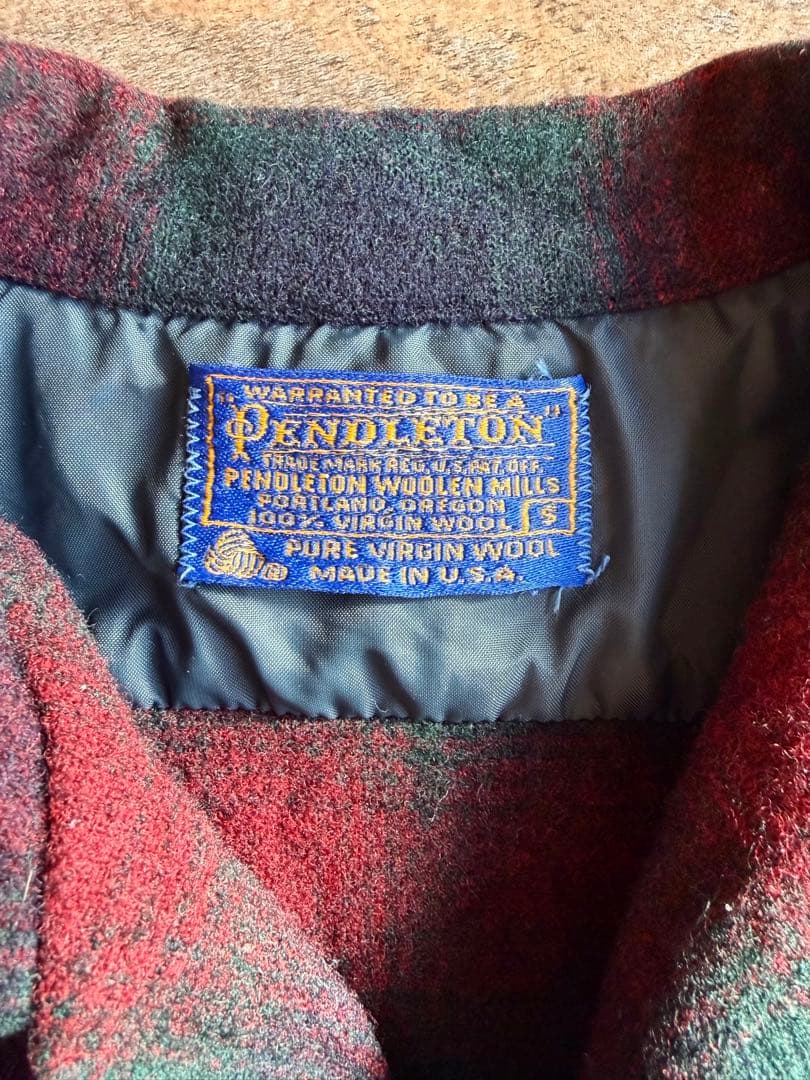 WARRANTED TO BE A
"PENDLETON"
TRADE MARK REG. U.S. PAT. OFF.
PENDLETON WOOLEN MILLS
PORTLAND, OREGON
100% VIRGIN WOOL S
PURE VIRGIN WOOL
MADE IN U.S.A.